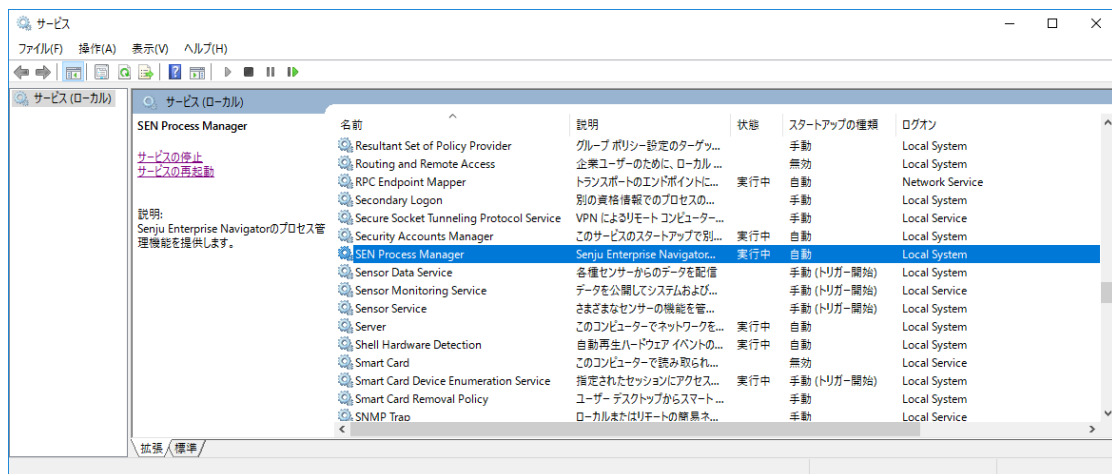 サービス
ファイル(F) 操作(A) 表示(V) ヘルプ(H)
サービス (ローカル)
サービス (ローカル)
SEN Process Manager
サービスの停止
サービスの再起動
説明:
Senju Enterprise Navigatorのプロセス管
理機能を提供します。
名前 説明 状態 スタートアップの種類 ログオン
Resultant Set of Policy Provider グループ ポリシー設定のターゲッ... 手動 Local System
Routing and Remote Access 企業ユーザーのために、ローカル ... 無効 Local System
RPC Endpoint Mapper トランスポートのエンドポイントに... 実行中 自動 Network Service
Secondary Logon 別の資格情報でのプロセスの... 手動 Local System
Secure Socket Tunneling Protocol Service VPN によるリモート コンピューター... 手動 Local Service
Security Accounts Manager このサービスのスタートアップで別... 実行中 自動 Local System
SEN Process Manager Senju Enterprise Navigator... 実行中 自動 Local System
Sensor Data Service 各種センサーからのデータを配信 手動 (トリガー開始) Local System
Sensor Monitoring Service データを公開してシステムおよび... 手動 (トリガー開始) Local Service
Sensor Service さまざまなセンサーの機能を管... 手動 (トリガー開始) Local System
Server このコンピューターでネットワークを... 実行中 自動 Local System
Shell Hardware Detection 自動再生ハードウェア イベントの... 実行中 自動 Local System
Smart Card このコンピューターで読み取られ... 無効 Local Service
Smart Card Device Enumeration Service 指定されたセッションにアクセス... 実行中 手動 (トリガー開始) Local System
Smart Card Removal Policy ユーザー デスクトップからスマート ... 手動 Local System
SNMP Trap ローカルまたはリモートの簡易ネ... 手動 Local Service
拡張 標準